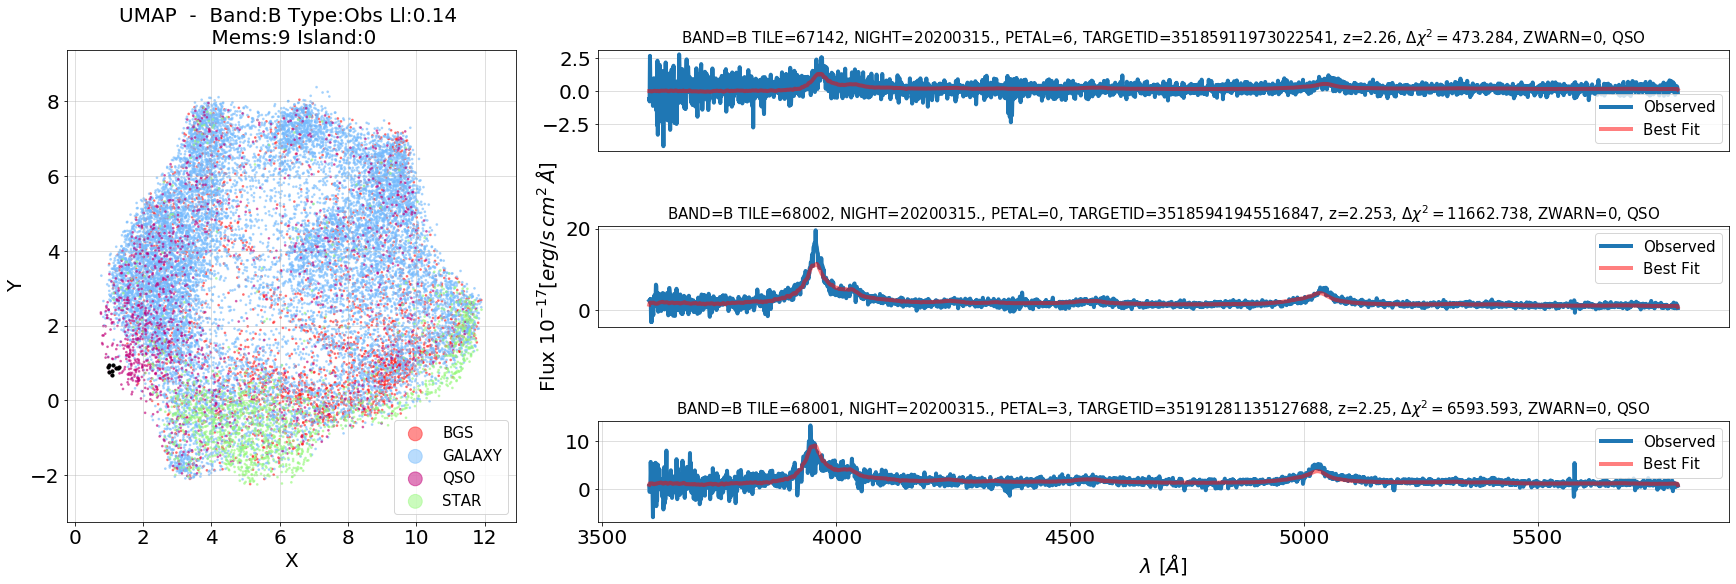 UMAP - Band:B Type:Obs Ll:0.14
Mems:9 Island:0
Y
8
6
4
2
0
−2
0 2 4 6 8 10 12
X
BGS
GALAXY
QSO
STAR
Flux 10^{-17}[erg/s cm^2 Å]
BAND=B TILE=67142, NIGHT=20200315., PETAL=6, TARGETID=35185911973022541, z=2.26, Δχ² = 473.284, ZWARN=0, QSO
2.5
0.0
−2.5
Observed
Best Fit
BAND=B TILE=68002, NIGHT=20200315., PETAL=0, TARGETID=35185941945516847, z=2.253, Δχ² = 11662.738, ZWARN=0, QSO
20
0
Observed
Best Fit
BAND=B TILE=68001, NIGHT=20200315., PETAL=3, TARGETID=35191281135127688, z=2.25, Δχ² = 6593.593, ZWARN=0, QSO
10
0
Observed
Best Fit
3500 4000 4500 5000 5500
λ [Å]